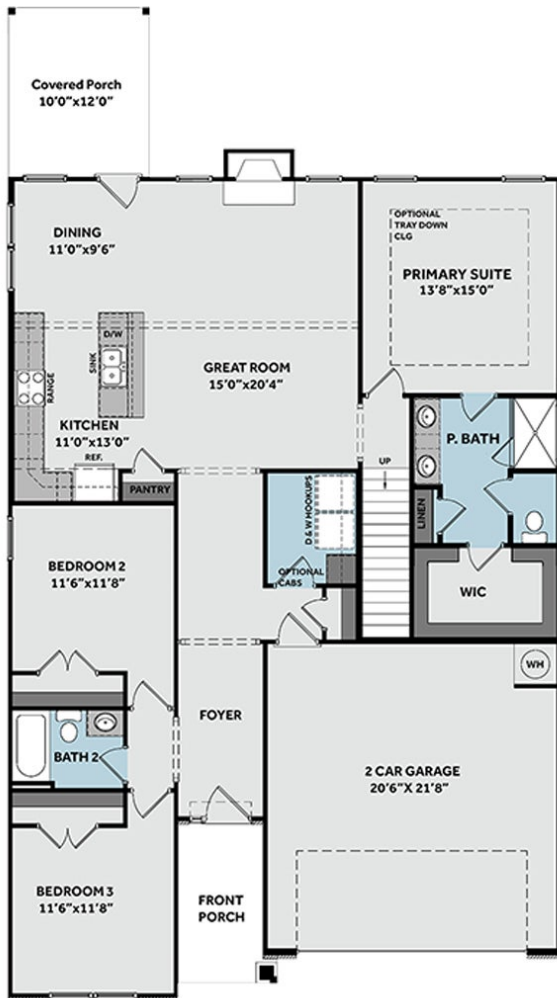 Covered Porch
10'0"x12'0"
DINING
11'0"x9'6"
OPTIONAL
TRAY DOWN
CLG
PRIMARY SUITE
13'8"x15'0"
D/W
SINK
RANGE
GREAT ROOM
15'0"x20'4"
KITCHEN
11'0"x13'0"
REF.
PANTRY
P. BATH
UP
D & W HOOKUPS
LINEN
OPTIONAL
CABS
BEDROOM 2
11'6"x11'8"
WIC
WH
FOYER
BATH 2
2 CAR GARAGE
20'6"X 21'8"
BEDROOM 3
11'6"x11'8"
FRONT
PORCH